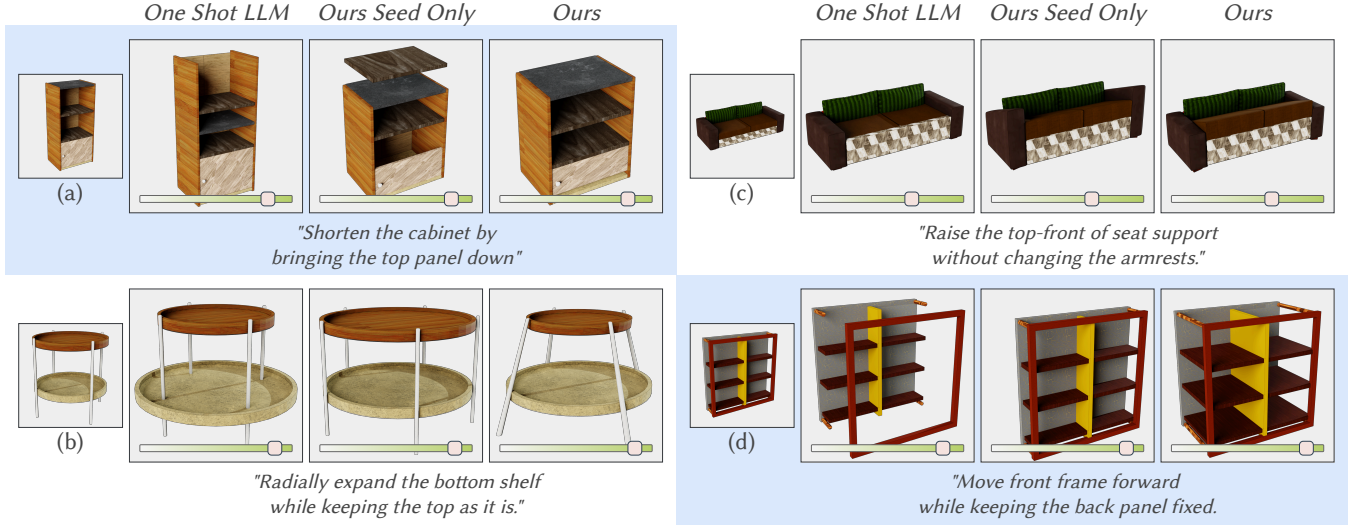 One Shot LLM Ours Seed Only Ours
One Shot LLM Ours Seed Only Ours
(a)
"Shorten the cabinet by
bringing the top panel down"
(c)
"Raise the top-front of seat support
without changing the armrests."
(b)
"Radially expand the bottom shelf
while keeping the top as it is."
(d)
"Move front frame forward
while keeping the back panel fixed.